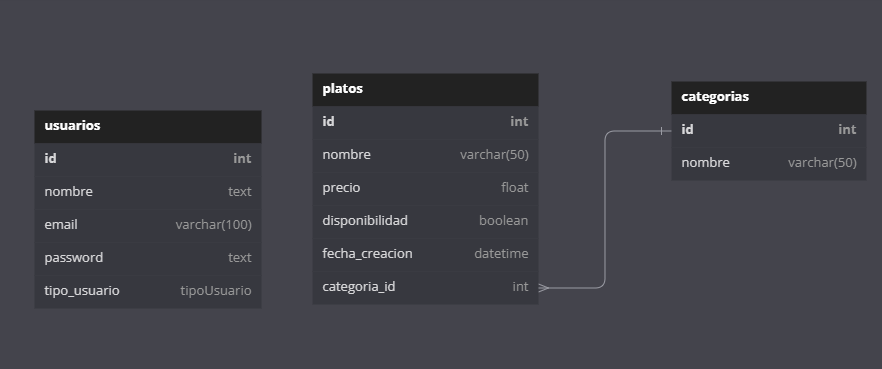 usuarios
id int
nombre text
email varchar(100)
password text
tipo_usuario tipoUsuario
platos
id int
nombre varchar(50)
precio float
disponibilidad boolean
fecha_creacion datetime
categoria_id int
categorias
id int
nombre varchar(50)